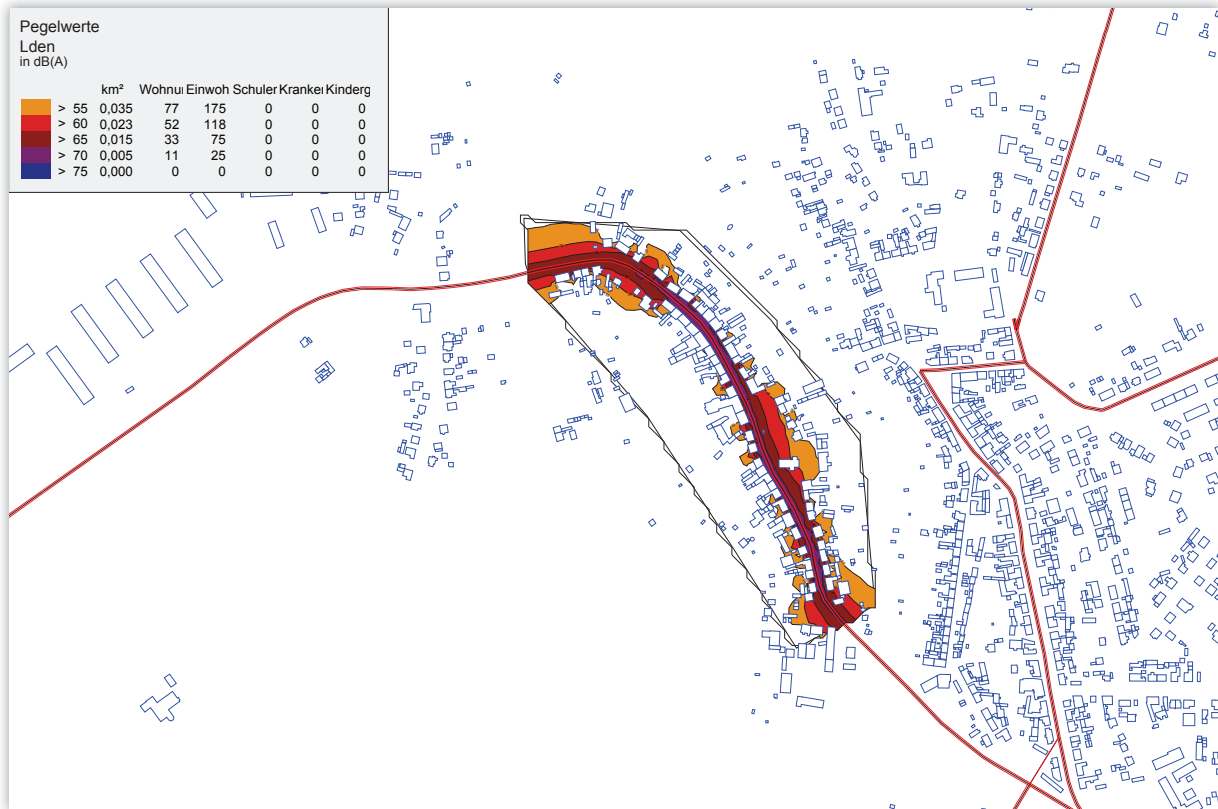 Pegelwerte
Lden
in dB(A)
km² Wohnu Einwoh Schuler Kranke Kinderg
> 55 0,035 77 175 0 0 0
> 60 0,023 52 118 0 0 0
> 65 0,015 33 75 0 0 0
> 70 0,005 11 25 0 0 0
> 75 0,000 0 0 0 0 0